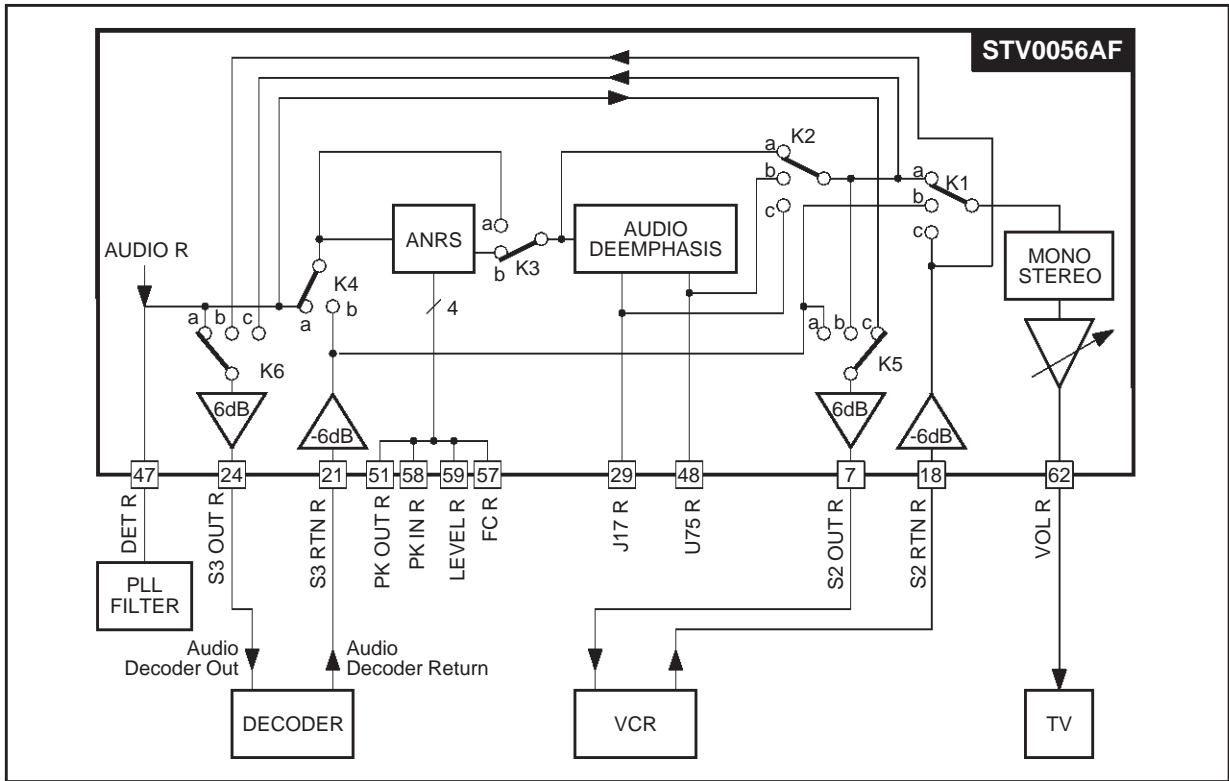 STV0056AF
K2
a
b
c
a
K1
b
c
a
ANRS
K3
b
AUDIO
DEEMPHASIS
MONO
STEREO
AUDIO R
K4
a
b
4
a
b
c
K6
a
b
c
K5
6dB
-6dB
6dB
-6dB
47
24
21
51
58
59
57
29
48
7
18
62
DET R
S3 OUT R
S3 RTN R
PK OUT R
PK IN R
LEVEL R
FC R
J17 R
U75 R
S2 OUT R
S2 RTN R
VOL R
PLL
FILTER
Audio
Decoder Out
Audio
Decoder Return
DECODER
VCR
TV